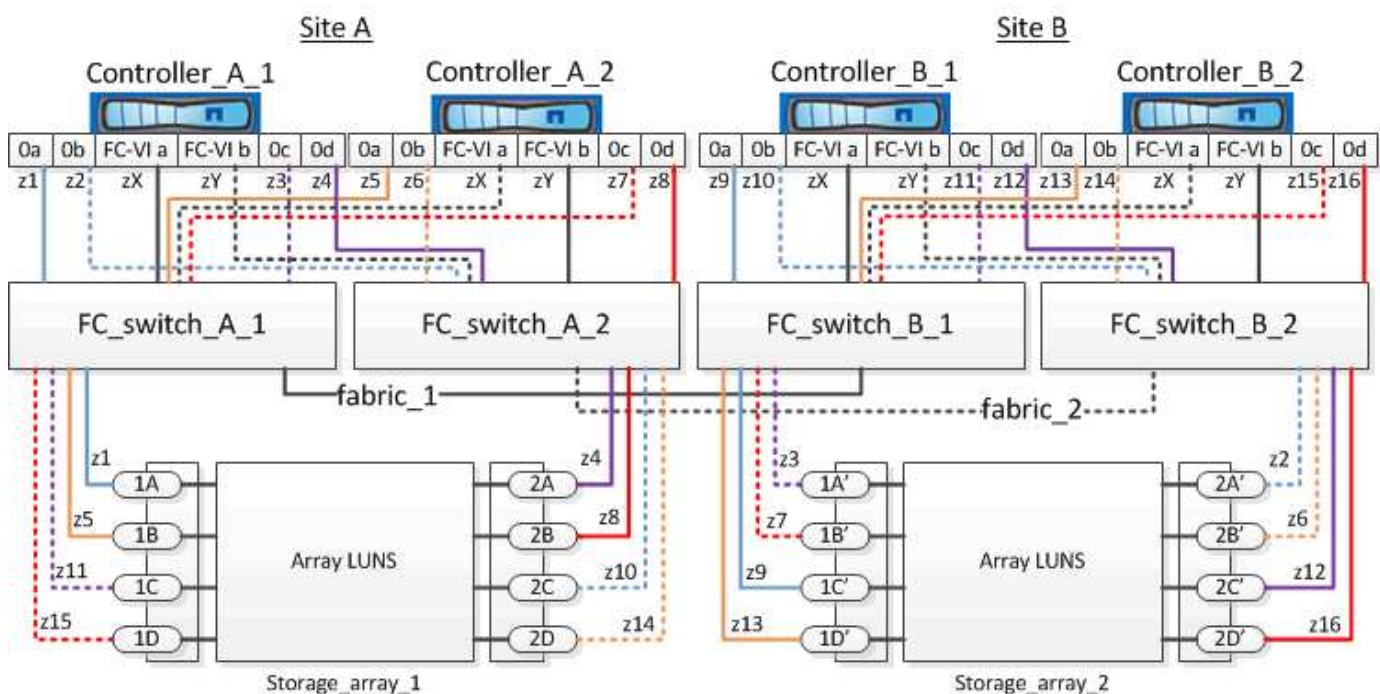 Site A Site B
Controller_A_1 Controller_A_2 Controller_B_1 Controller_B_2
0a 0b FC-VI a FC-VI b 0c 0d 0a 0b FC-VI a FC-VI b 0c 0d 0a 0b FC-VI a FC-VI b 0c 0d 0a 0b FC-VI a FC-VI b 0c 0d
z1 z2 zX zY z3 z4 z5 z6 zX zY z7 z8 z9 z10 zX zY z11 z12 z13 z14 zX zY z15 z16
FC_switch_A_1 FC_switch_A_2 FC_switch_B_1 FC_switch_B_2
fabric_1 fabric_2
z1 z4 z3 z2
1A 2A 1A' 2A'
z5 z8 z7 z6
1B 2B 1B' 2B'
Array LUNS Array LUNS
z11 z10 z9 z12
1C 2C 1C' 2C'
z15 z14 z13 z16
1D 2D 1D' 2D'
Storage_array_1 Storage_array_2